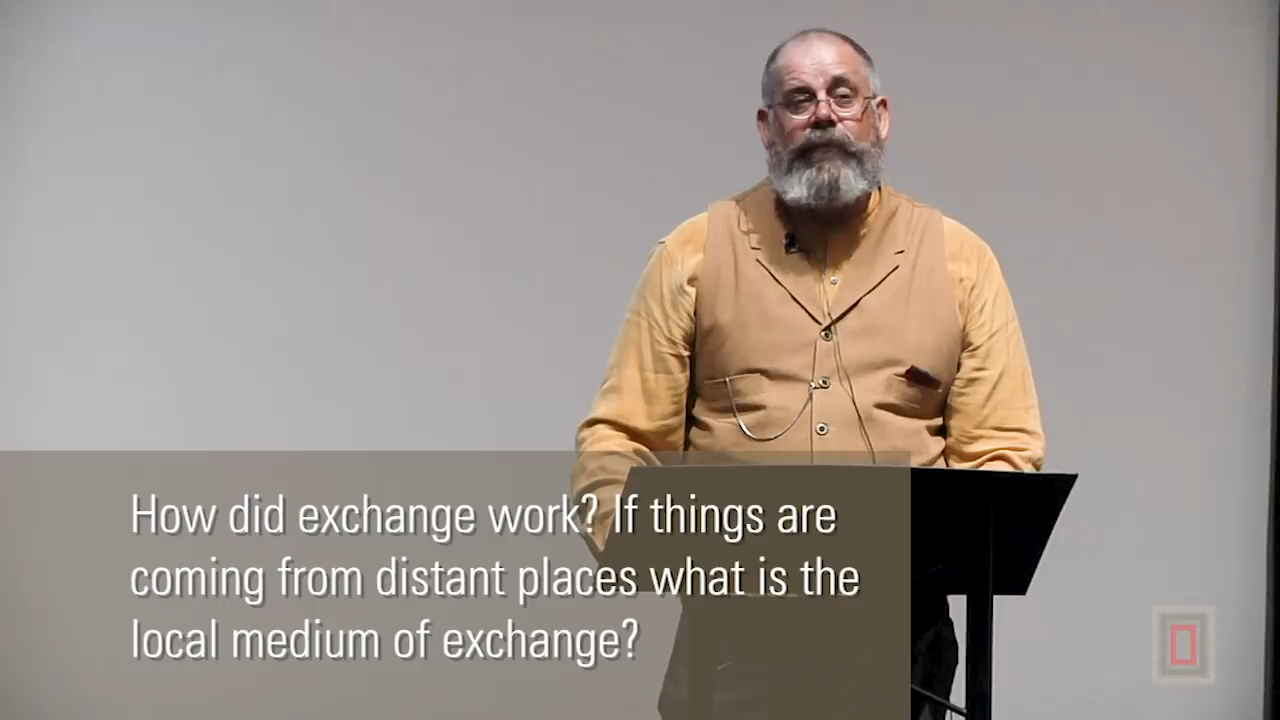 How did exchange work? If things are
coming from distant places what is the
local medium of exchange?